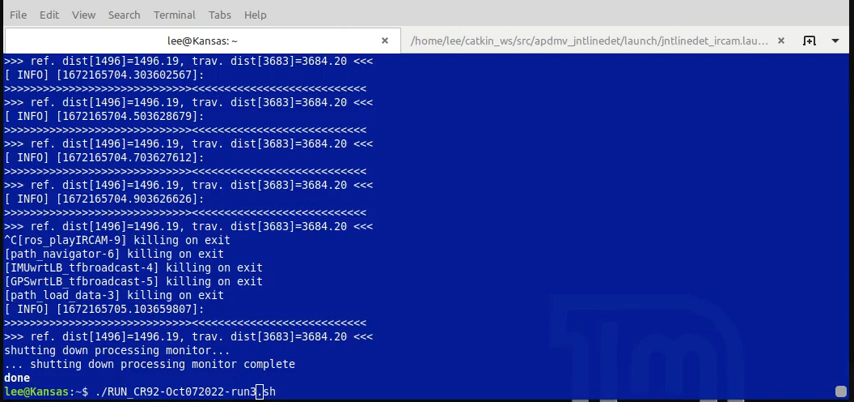 File Edit View Search Terminal Tabs Help
lee@Kansas: ~ × /home/lee/catkin_ws/src/apdmv_jntlinedet/launch/jntlinedet_ircam.lau... ×
>>> ref. dist[1496]=1496.19, trav. dist[3683]=3684.20 <<<
[ INFO] [1672165704.303602567]:
>>>>>>>>>>>>>>>>>>>>>>>>>>>>><<<<<<<<<<<<<<<<<<<<<<<<<<<
>>> ref. dist[1496]=1496.19, trav. dist[3683]=3684.20 <<<
[ INFO] [1672165704.503628679]:
>>>>>>>>>>>>>>>>>>>>>>>>>>>>><<<<<<<<<<<<<<<<<<<<<<<<<<<
>>> ref. dist[1496]=1496.19, trav. dist[3683]=3684.20 <<<
[ INFO] [1672165704.703627612]:
>>>>>>>>>>>>>>>>>>>>>>>>>>>>><<<<<<<<<<<<<<<<<<<<<<<<<<<
>>> ref. dist[1496]=1496.19, trav. dist[3683]=3684.20 <<<
[ INFO] [1672165704.903626626]:
>>>>>>>>>>>>>>>>>>>>>>>>>>>>><<<<<<<<<<<<<<<<<<<<<<<<<<<
>>> ref. dist[1496]=1496.19, trav. dist[3683]=3684.20 <<<
^C[ros_playIRCAM-9] killing on exit
[path_navigator-6] killing on exit
[IMUwrtLB_tfbroadcast-4] killing on exit
[GPSwrtLB_tfbroadcast-5] killing on exit
[path_load_data-3] killing on exit
[ INFO] [1672165705.103659807]:
>>>>>>>>>>>>>>>>>>>>>>>>>>>>><<<<<<<<<<<<<<<<<<<<<<<<<<<
>>> ref. dist[1496]=1496.19, trav. dist[3683]=3684.20 <<<
shutting down processing monitor...
... shutting down processing monitor complete
done
lee@Kansas:~$ ./RUN_CR92-Oct072022-run3.sh